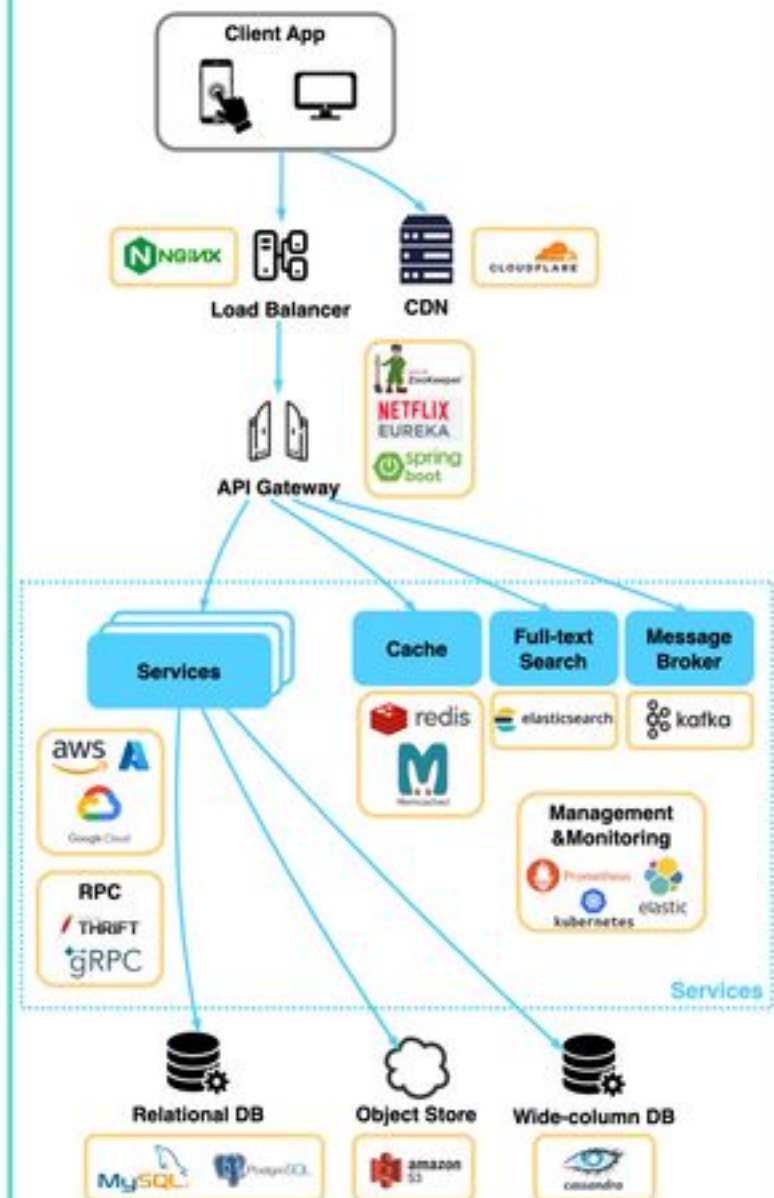 Client App
NGINX
CLOUDFLARE
Load Balancer
CDN
ZooKeeper
NETFLIX
EUREKA
spring
boot
API Gateway
Services
Cache
Full-text
Search
Message
Broker
redis
elasticsearch
kafka
Memcached
aws
Google Cloud
Management
&Monitoring
Prometheus
kubernetes
elastic
RPC
THRIFT
gRPC
Services
Relational DB
Object Store
Wide-column DB
MySQL
PostgreSQL
amazon
S3
cassandra